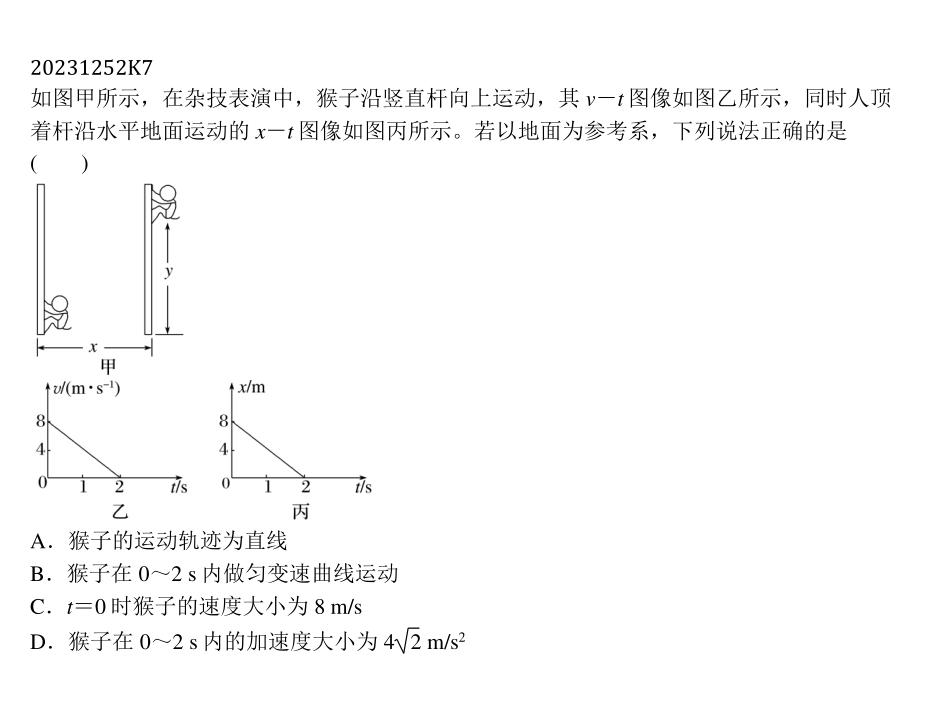 20231252K7
如图甲所示，在杂技表演中，猴子沿竖直杆向上运动，其 v－t 图像如图乙所示，同时人顶
着杆沿水平地面运动的 x－t 图像如图丙所示。若以地面为参考系，下列说法正确的是
(　　)
y
x
甲
v/(m·s⁻¹)
8
4
0
1
2
t/s
乙
x/m
8
4
0
1
2
t/s
丙
A．猴子的运动轨迹为直线
B．猴子在 0～2 s 内做匀变速曲线运动
C．t＝0 时猴子的速度大小为 8 m/s
D．猴子在 0～2 s 内的加速度大小为 4√2 m/s²